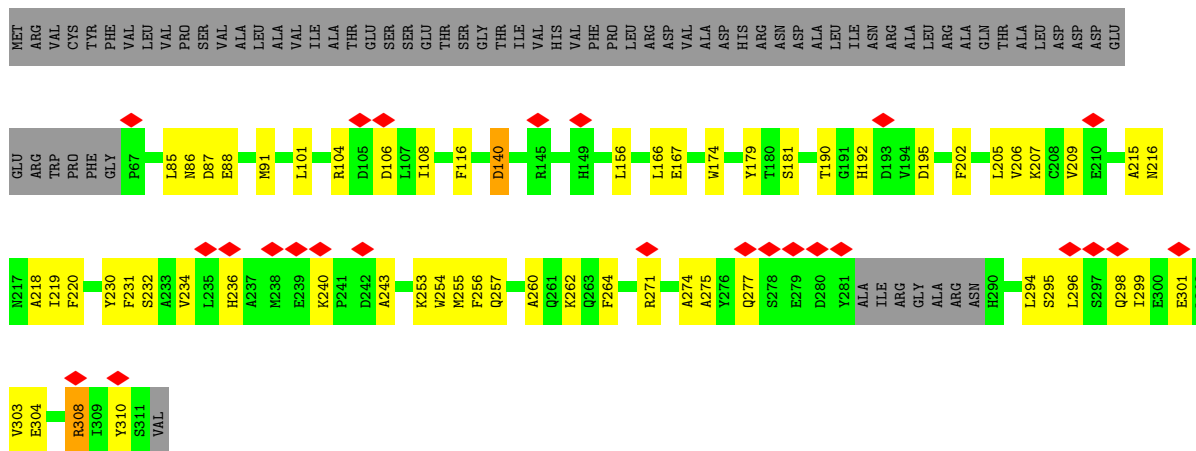 MET ARG VAL CYS TYR PHE VAL LEU VAL PRO SER VAL ALA LEU ALA VAL ILE ALA THR GLU SER SER GLU THR SER GLY THR ILE VAL HIS VAL PHE PRO LEU ARG ASP VAL ALA ASP HIS ARG ASN ASP ALA LEU ILE ASN ARG ALA LEU ARG ALA GLN THR ALA LEU ASP ASP ASP GLU
GLU ARG TRP PRO PHE GLY P67 L85 N86 D87 E88 M91 L101 R104 D105 D106 L107 I108 F116 D140 R145 H149 L156 L166 E167 W174 Y179 T180 S181 T190 G191 H192 D193 V194 D195 F202 L205 V206 K207 C208 V209 E210 A215 N216
N217 A218 I219 F220 Y230 F231 S232 A233 V234 L235 H236 A237 M238 E239 K240 P241 D242 A243 K253 W254 M255 F256 Q257 A260 Q261 K262 Q263 F264 R271 A274 A275 Y276 Q277 S278 E279 D280 Y281 ALA ILE ARG GLY ALA ARG ASN H290 L294 S295 L296 S297 Q298 I299 E300 E301
V303 E304 R308 I309 Y310 S311 VAL